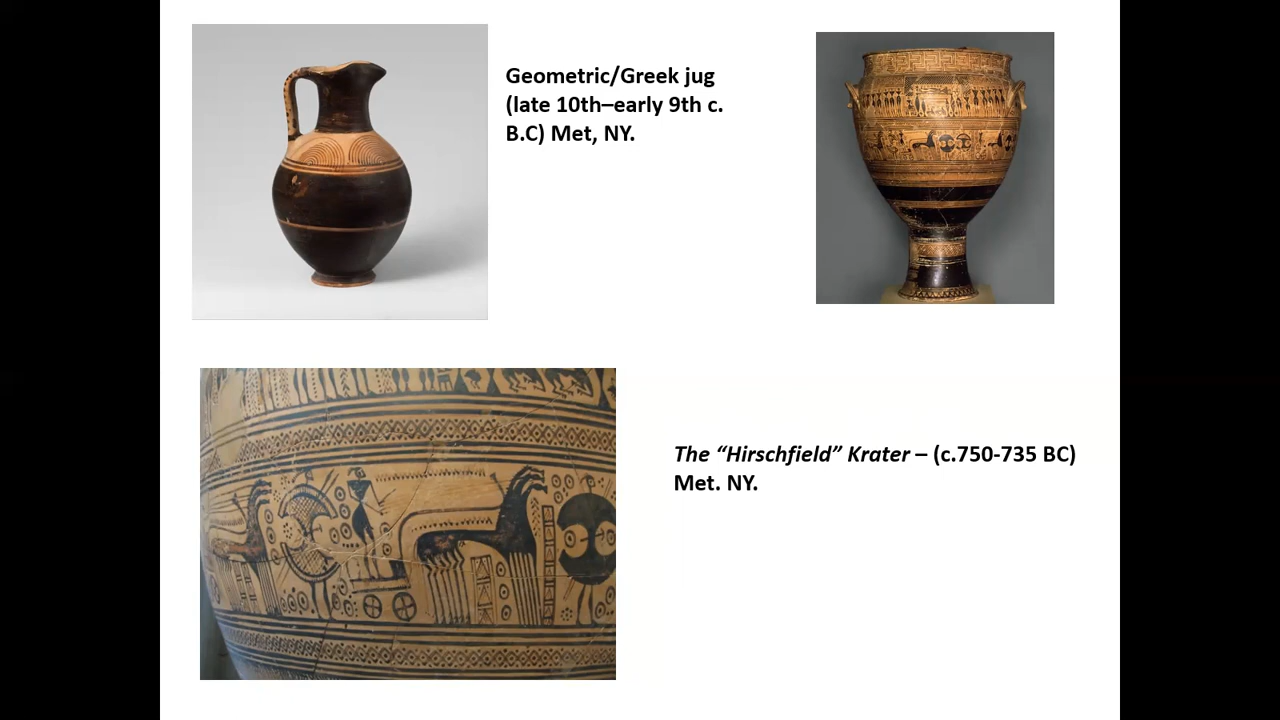 Geometric/Greek jug
(late 10th–early 9th c.
B.C) Met, NY.
The “Hirschfield” Krater – (c.750-735 BC)
Met. NY.